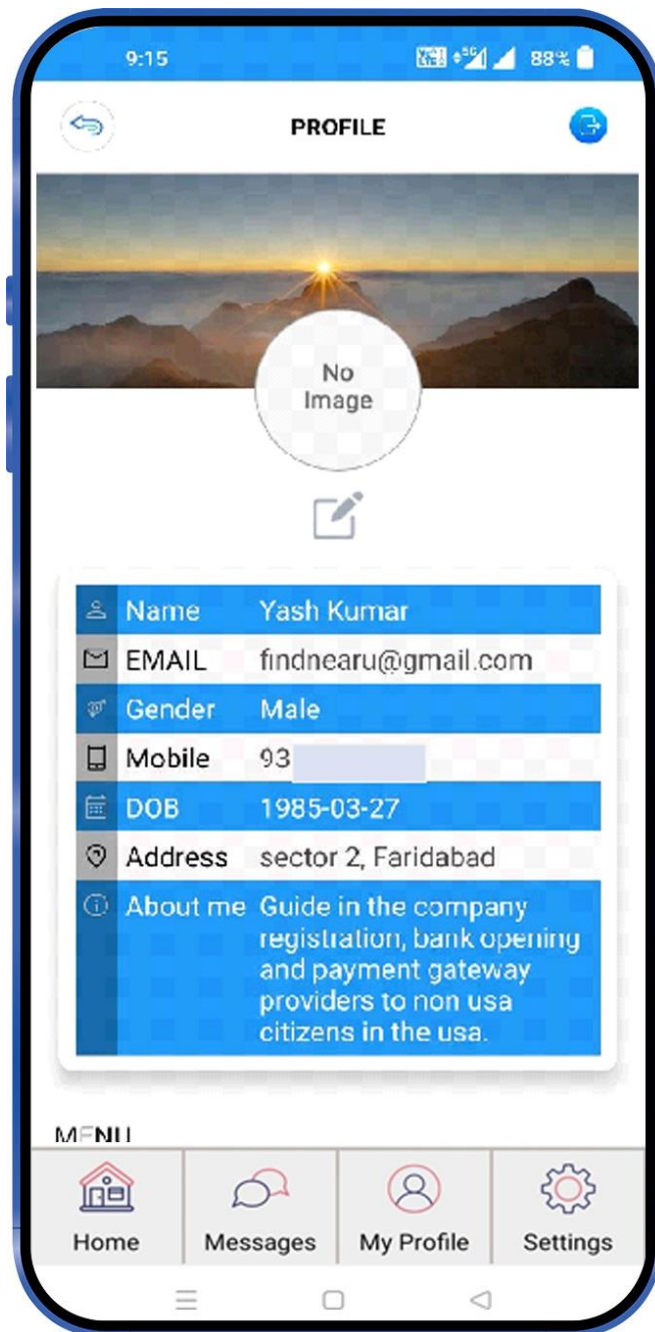 9:15 5G 88%
PROFILE
No
Image
Name Yash Kumar
EMAIL findnearu@gmail.com
Gender Male
Mobile 93
DOB 1985-03-27
Address sector 2, Faridabad
About me Guide in the company
registration, bank opening
and payment gateway
providers to non usa
citizens in the usa.
MENU
Home Messages My Profile Settings